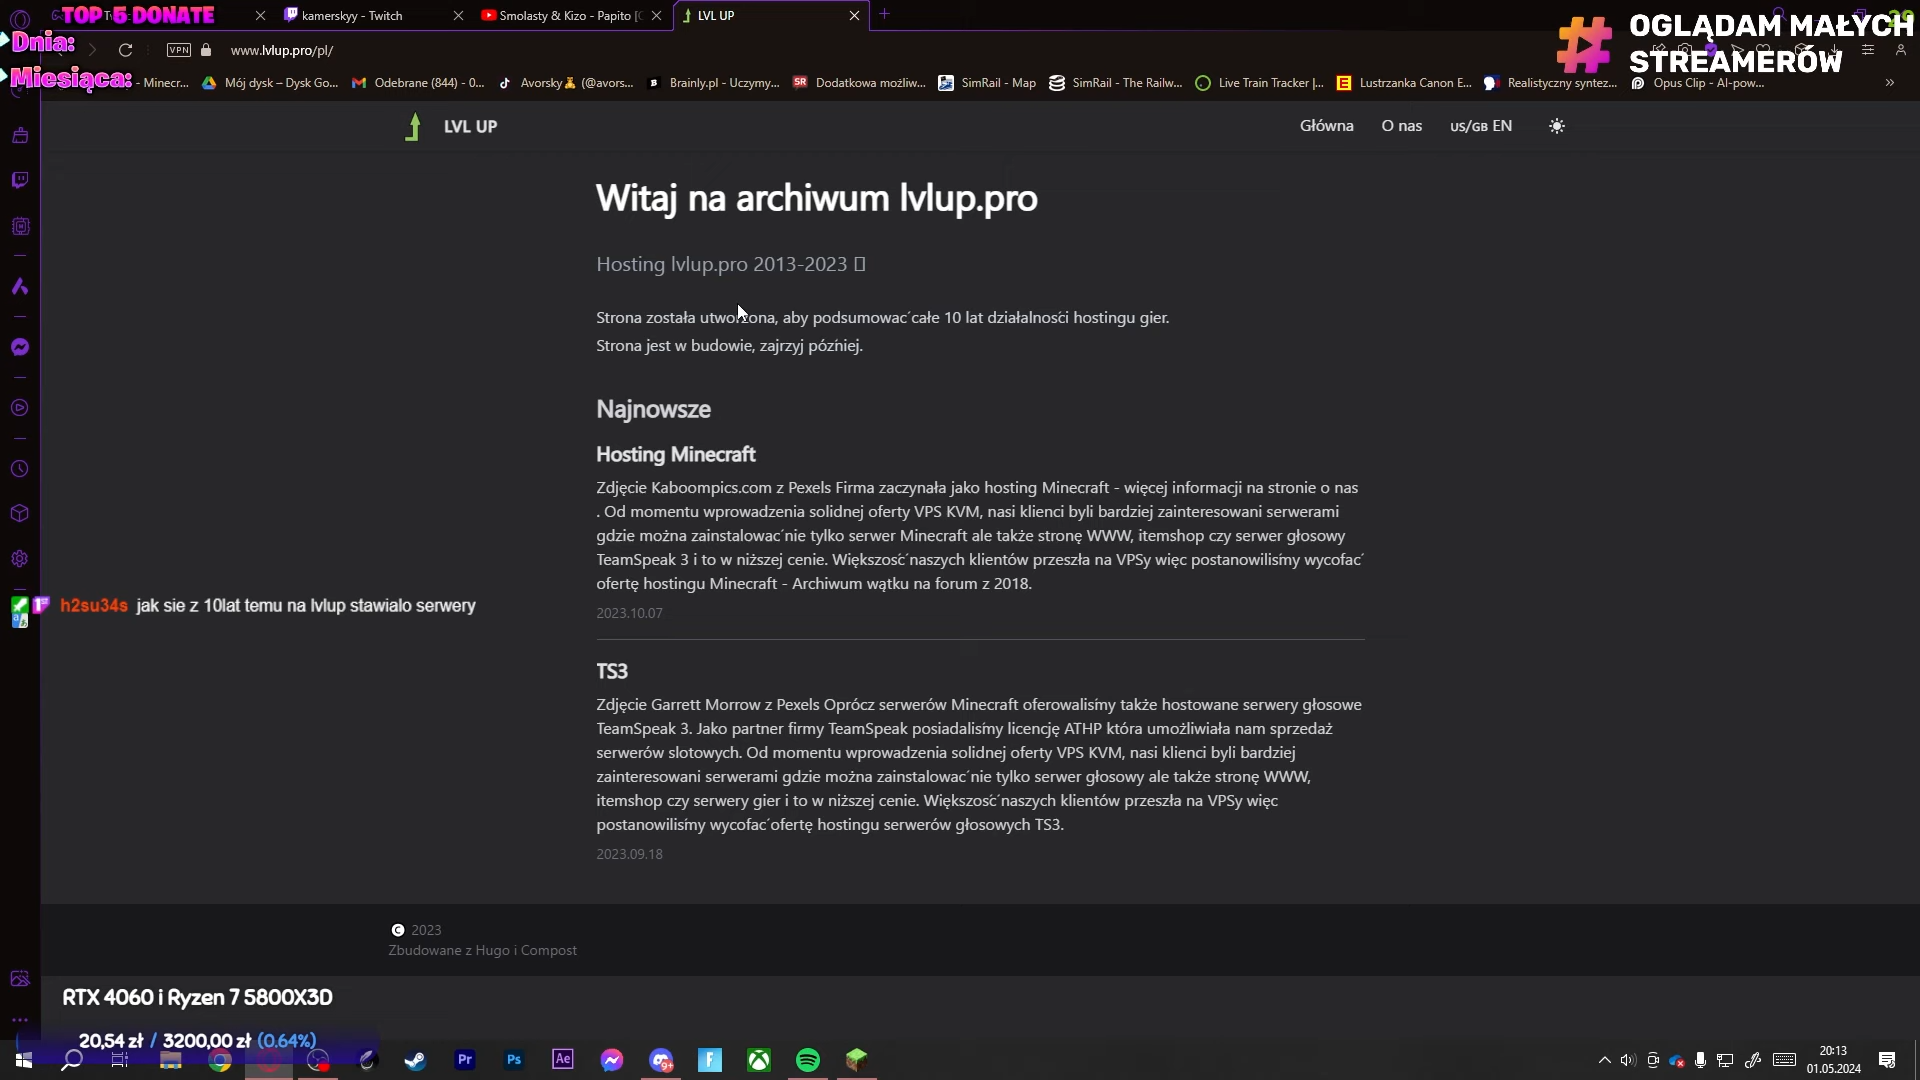 TOP 5 DONATE
kamerskyy - Twitch
Smolasty & Kizo - Papito [
LVL UP
OGLĄDAM MAŁYCH
STREAMERÓW
Dnia:
VPN
www.lvlup.pro/pl/
Miesiąca:
- Minecr...
Mój dysk – Dysk Go...
Odebrane (844) - 0...
Avorsky (@avors...
Brainly.pl - Uczymy...
Dodatkowa możliw...
SimRail - Map
SimRail - The Railw...
Live Train Tracker |...
Lustrzanka Canon E...
Realistyczny syntez...
Opus Clip - AI-pow...
LVL UP
Główna
O nas
US/GB EN
Witaj na archiwum lvlup.pro
Hosting lvlup.pro 2013-2023
Strona została utworzona, aby podsumować całe 10 lat działalności hostingu gier.
Strona jest w budowie, zajrzyj później.
Najnowsze
Hosting Minecraft
Zdjęcie Kaboompics.com z Pexels Firma zaczynała jako hosting Minecraft - więcej informacji na stronie o nas
. Od momentu wprowadzenia solidnej oferty VPS KVM, nasi klienci byli bardziej zainteresowani serwerami
gdzie można zainstalować nie tylko serwer Minecraft ale także stronę WWW, itemshop czy serwer głosowy
TeamSpeak 3 i to w niższej cenie. Większość naszych klientów przeszła na VPSy więc postanowiliśmy wycofać
ofertę hostingu Minecraft - Archiwum wątku na forum z 2018.
2023.10.07
h2su34s jak sie z 10lat temu na lvlup stawialo serwery
TS3
Zdjęcie Garrett Morrow z Pexels Oprócz serwerów Minecraft oferowaliśmy także hostowane serwery głosowe
TeamSpeak 3. Jako partner firmy TeamSpeak posiadaliśmy licencję ATHP która umożliwiała nam sprzedaż
serwerów slotowych. Od momentu wprowadzenia solidnej oferty VPS KVM, nasi klienci byli bardziej
zainteresowani serwerami gdzie można zainstalować nie tylko serwer głosowy ale także stronę WWW,
itemshop czy serwery gier i to w niższej cenie. Większość naszych klientów przeszła na VPSy więc
postanowiliśmy wycofać ofertę hostingu serwerów głosowych TS3.
2023.09.18
2023
Zbudowane z Hugo i Compost
RTX 4060 i Ryzen 7 5800X3D
20,54 zł / 3200,00 zł (0.64%)
Pr
Ps
Ae
9+
20:13
01.05.2024